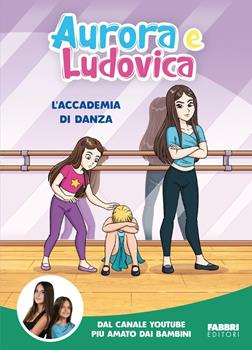 Aurora e
Ludovica
L'ACCADEMIA
DI DANZA
DAL CANALE YOUTUBE
PIÙ AMATO DAI BAMBINI
FABBRI
EDITORI